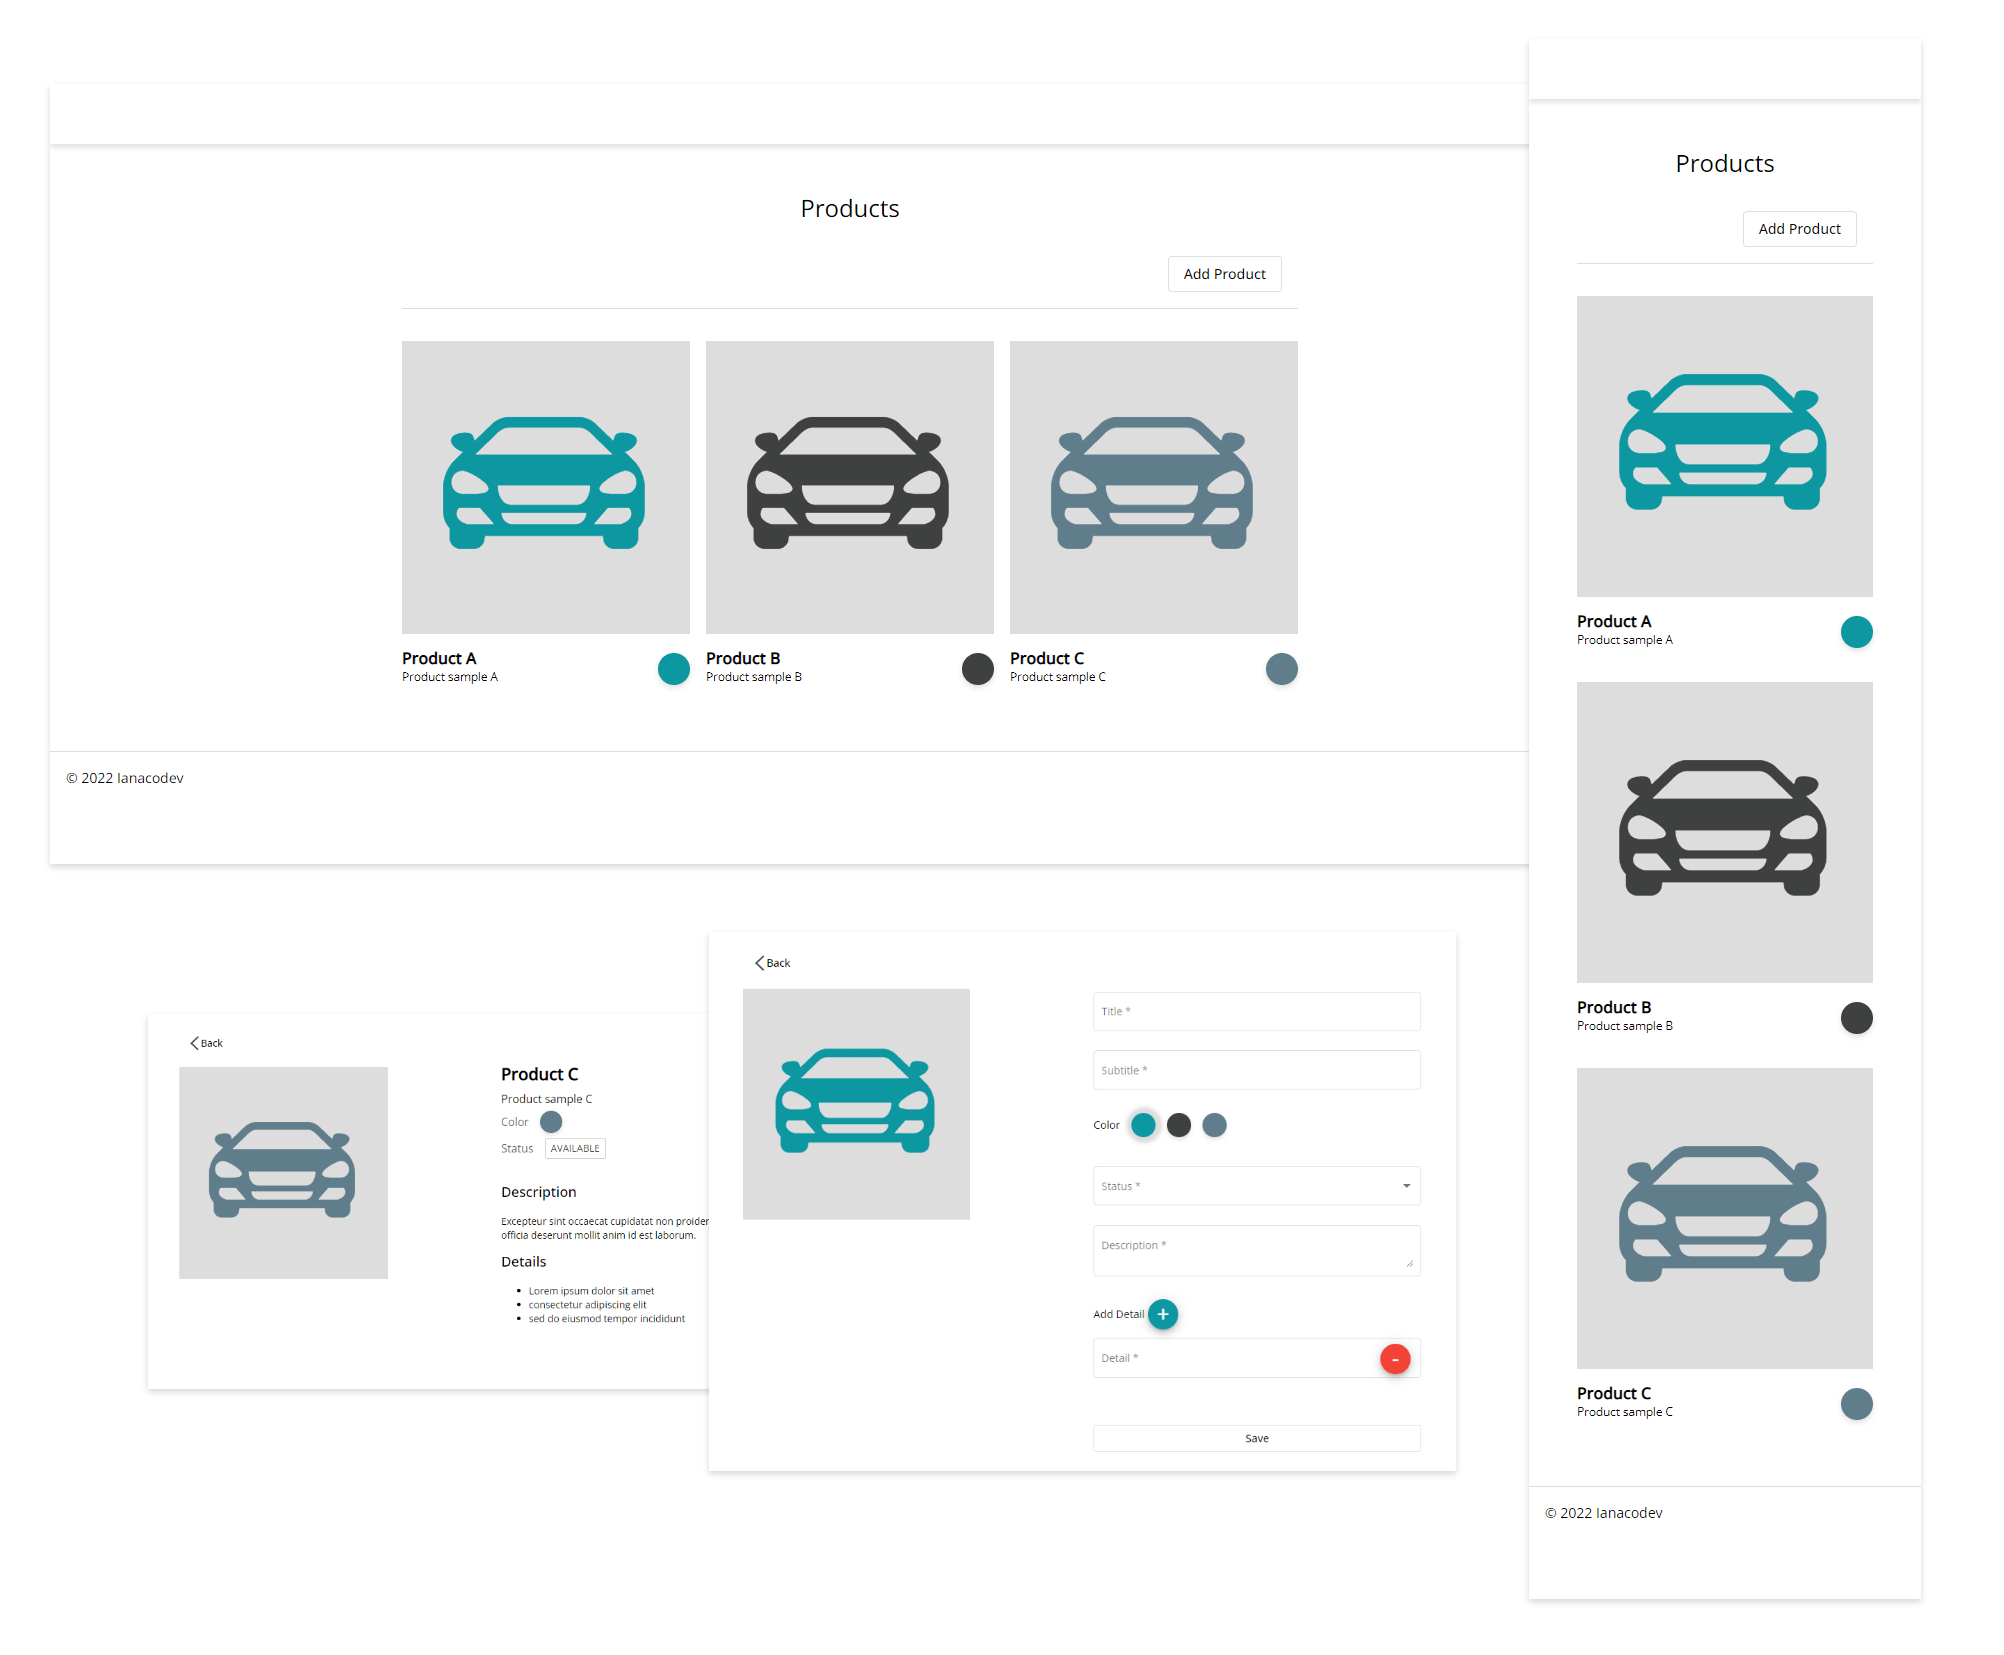 Products
Add Product
Product A
Product sample A
Product B
Product sample B
Product C
Product sample C
© 2022 lanacodev
Back
Product C
Product sample C
Color
Status AVAILABLE
Description
Excepteur sint occaecat cupidatat non
officia deserunt mollit anim id est laborum.
Details
Lorem ipsum dolor sit amet
consectetur adipiscing elit
sed do eiusmod tempor incididunt
Back
Title *
Subtitle *
Color
Status *
Description *
Add Detail +
Detail * -
Save
Products
Add Product
Product A
Product sample A
Product B
Product sample B
Product C
Product sample C
© 2022 lanacodev